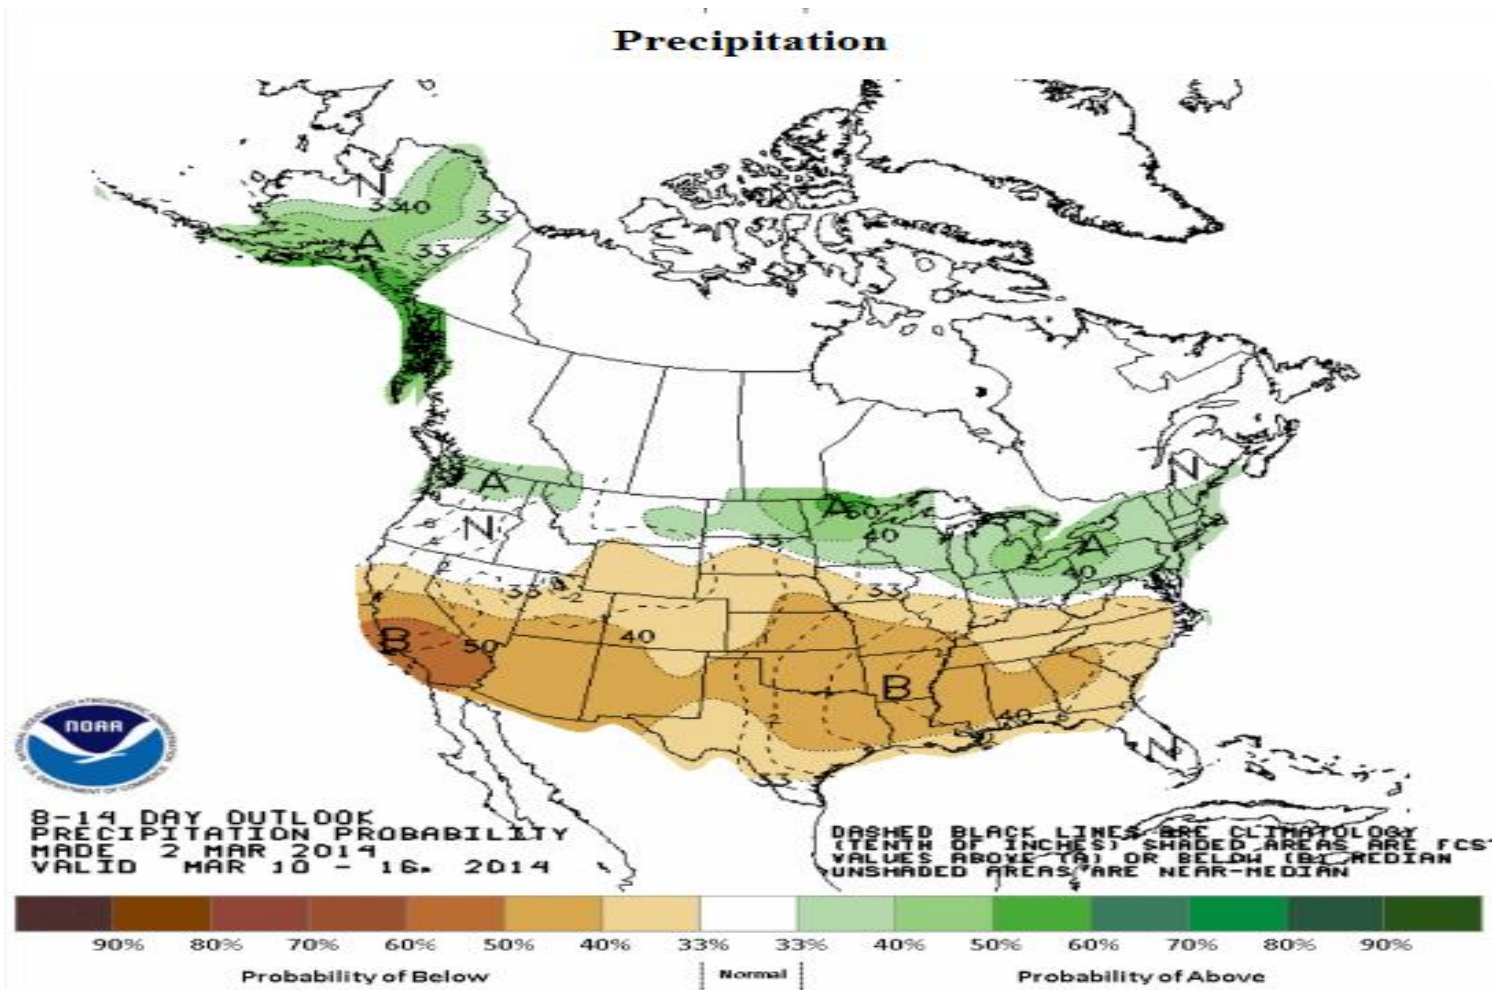 Precipitation
N
33
40
33
A
33
A
N
A
50
40
33
A
N
40
33
33
B
50
40
B
40
N
NOAA
8-14 DAY OUTLOOK
PRECIPITATION PROBABILITY
MADE 2 MAR 2014
VALID MAR 10 - 16, 2014
DASHED BLACK LINES ARE CLIMATOLOGY
(TENTH OF INCHES) SHADED AREAS ARE FCST
VALUES ABOVE (A) OR BELOW (B) MEDIAN
UNSHADED AREAS ARE NEAR-MEDIAN
90% 80% 70% 60% 50% 40% 33% 33% 40% 50% 60% 70% 80% 90%
Probability of Below Normal Probability of Above